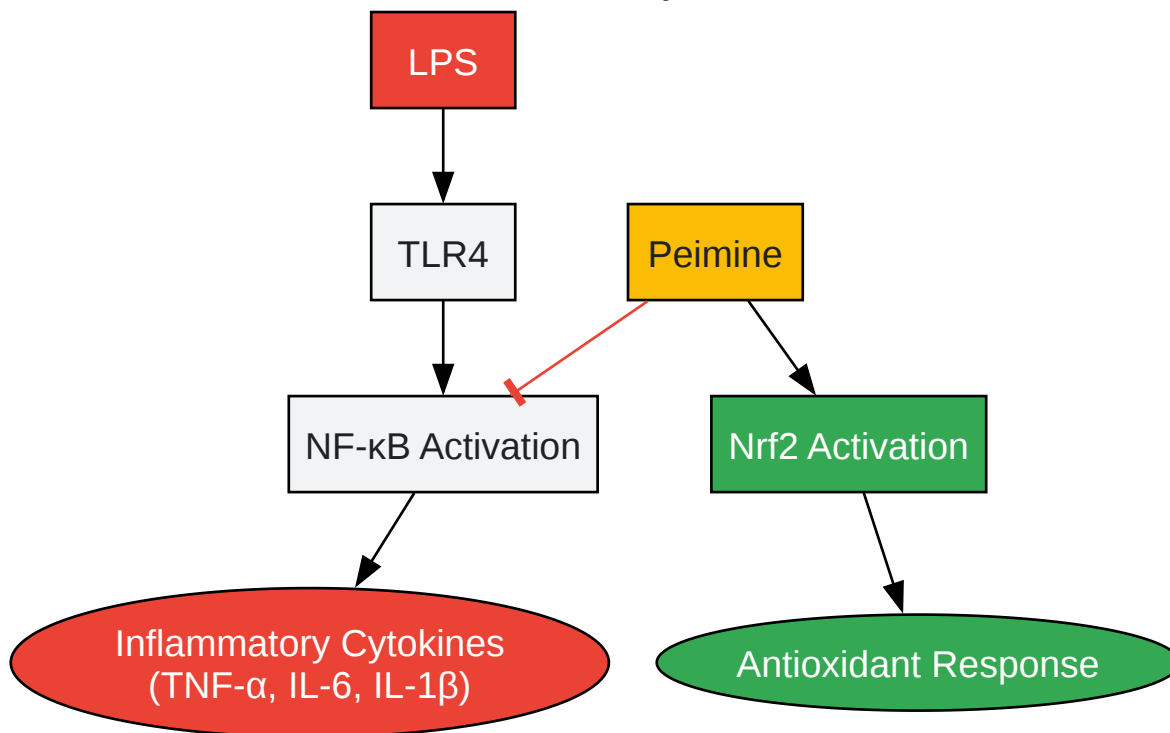 LPS
TLR4
Peimine
NF-κB Activation
Nrf2 Activation
Inflammatory Cytokines
(TNF-α, IL-6, IL-1β)
Antioxidant Response